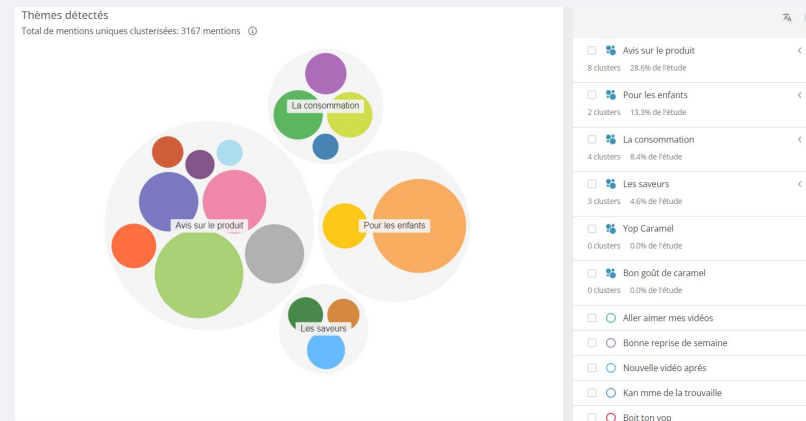 Thèmes détectés
Total de mentions uniques clusterisées: 3167 mentions
La consommation
Avis sur le produit
Pour les enfants
Les saveurs
Avis sur le produit
8 clusters 28.6% de l'étude
Pour les enfants
2 clusters 13.3% de l'étude
La consommation
4 clusters 8.4% de l'étude
Les saveurs
3 clusters 4.6% de l'étude
Yop Caramel
0 clusters 0.0% de l'étude
Bon goût de caramel
0 clusters 0.0% de l'étude
Aller aimer mes vidéos
Bonne reprise de semaine
Nouvelle vidéo aprés
Kan mme de la trouvaille
Boit ton yop